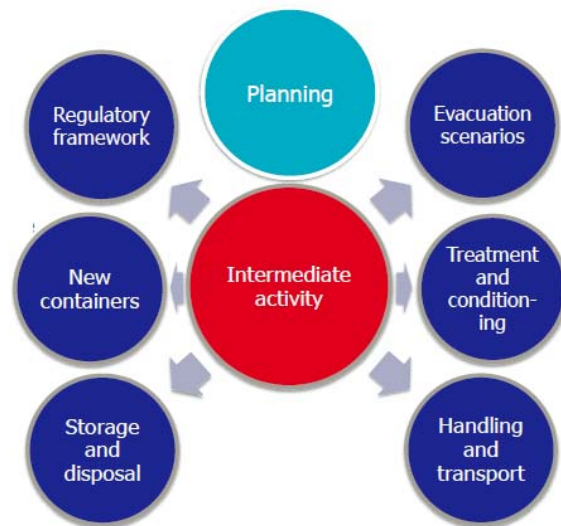 Planning
Regulatory
framework
Evacuation
scenarios
Intermediate
activity
New
containers
Treatment
and
condition-
ing
Storage
and
disposal
Handling
and
transport